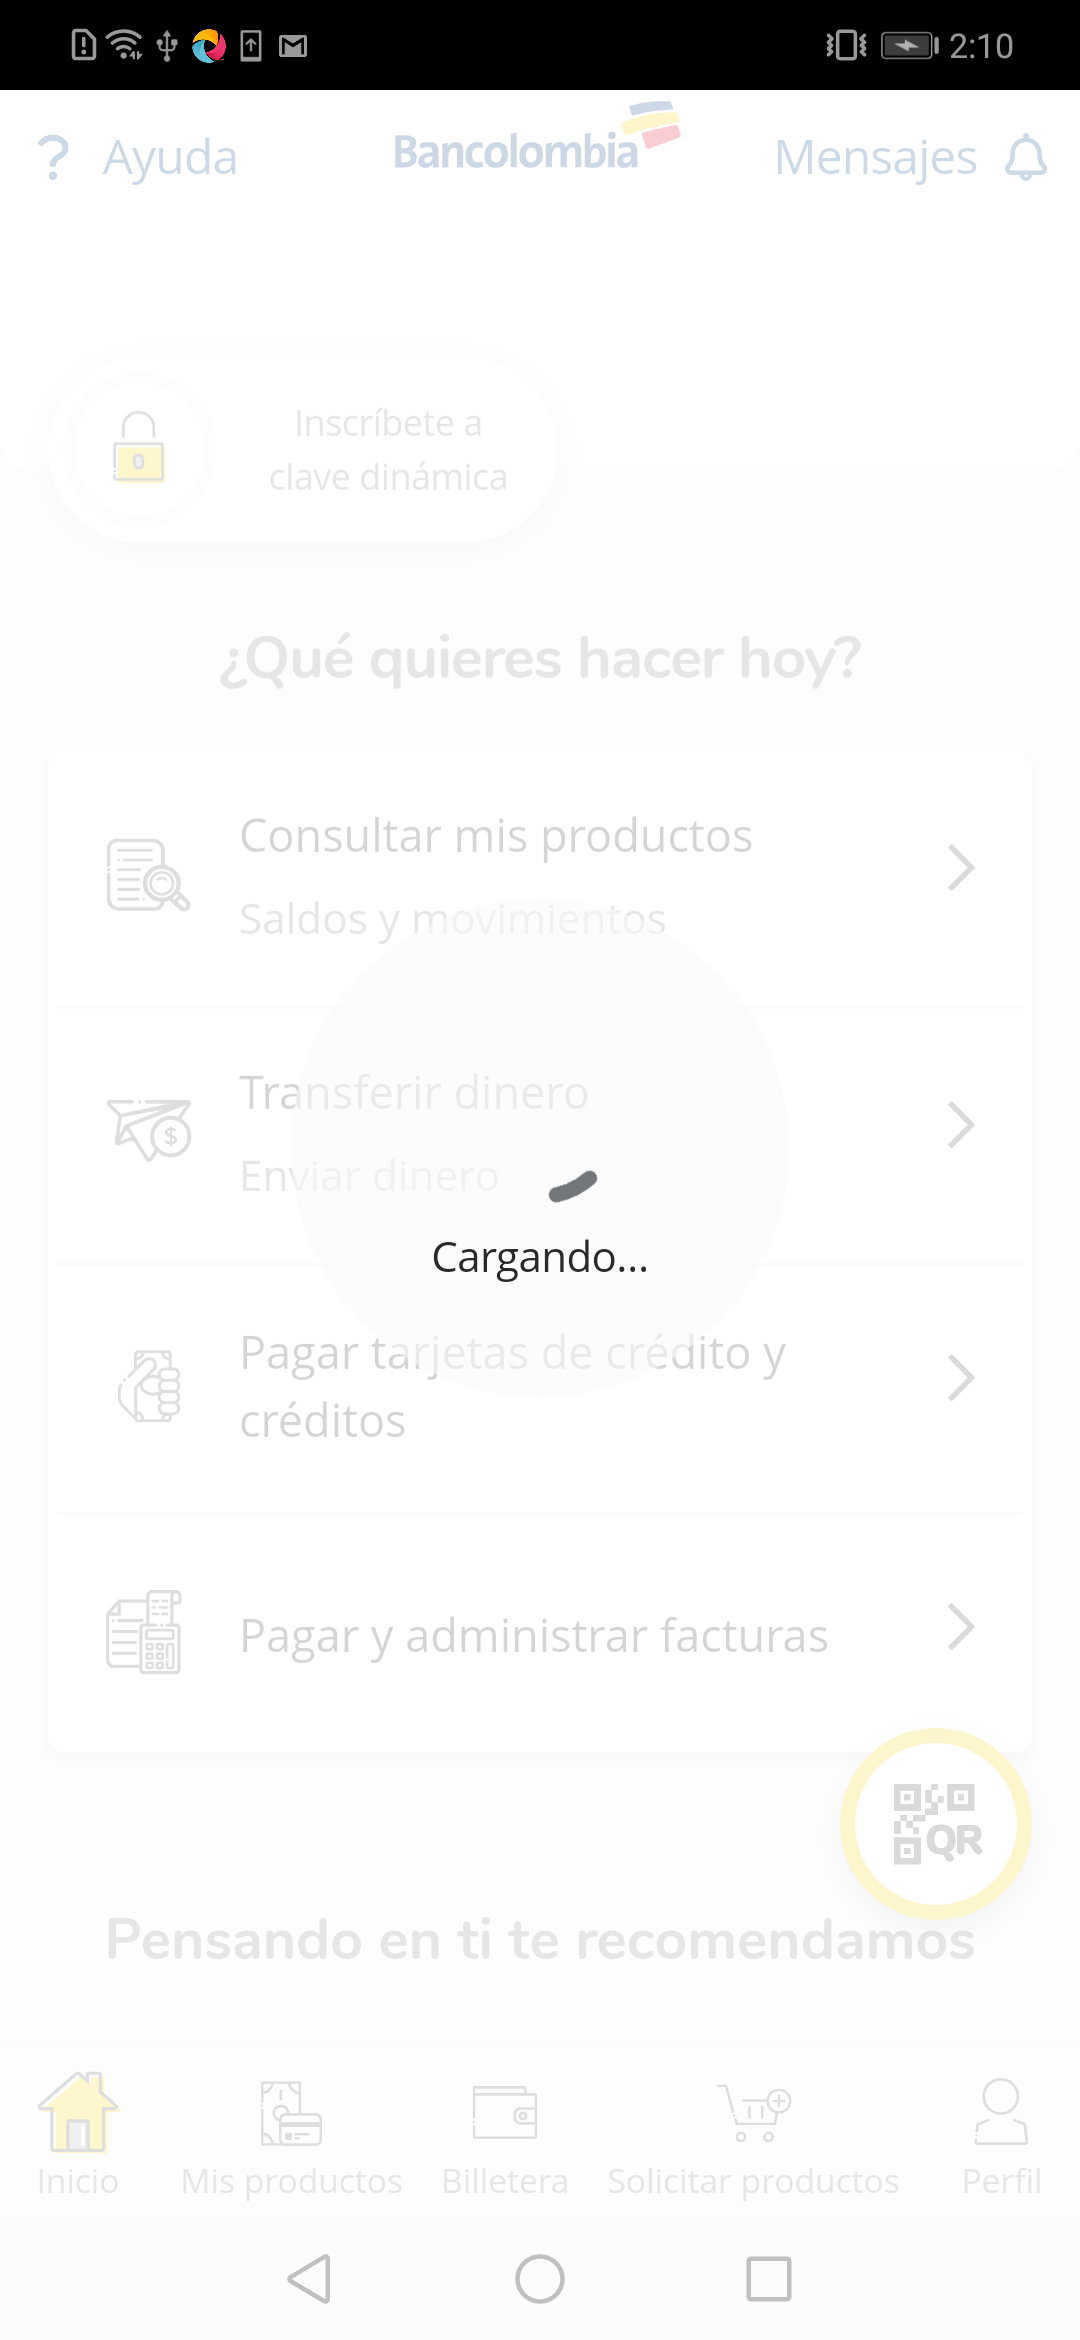 2:10
? Ayuda
Bancolombia
Mensajes
Inscríbete a
clave dinámica
¿Qué quieres hacer hoy?
Consultar mis productos
Saldos y movimientos
Transferir dinero
Enviar dinero
$
Cargando...
Pagar tarjetas de crédito y
créditos
Pagar y administrar facturas
QR
Pensando en ti te recomendamos
Inicio
Mis productos
Billetera
Solicitar productos
Perfil